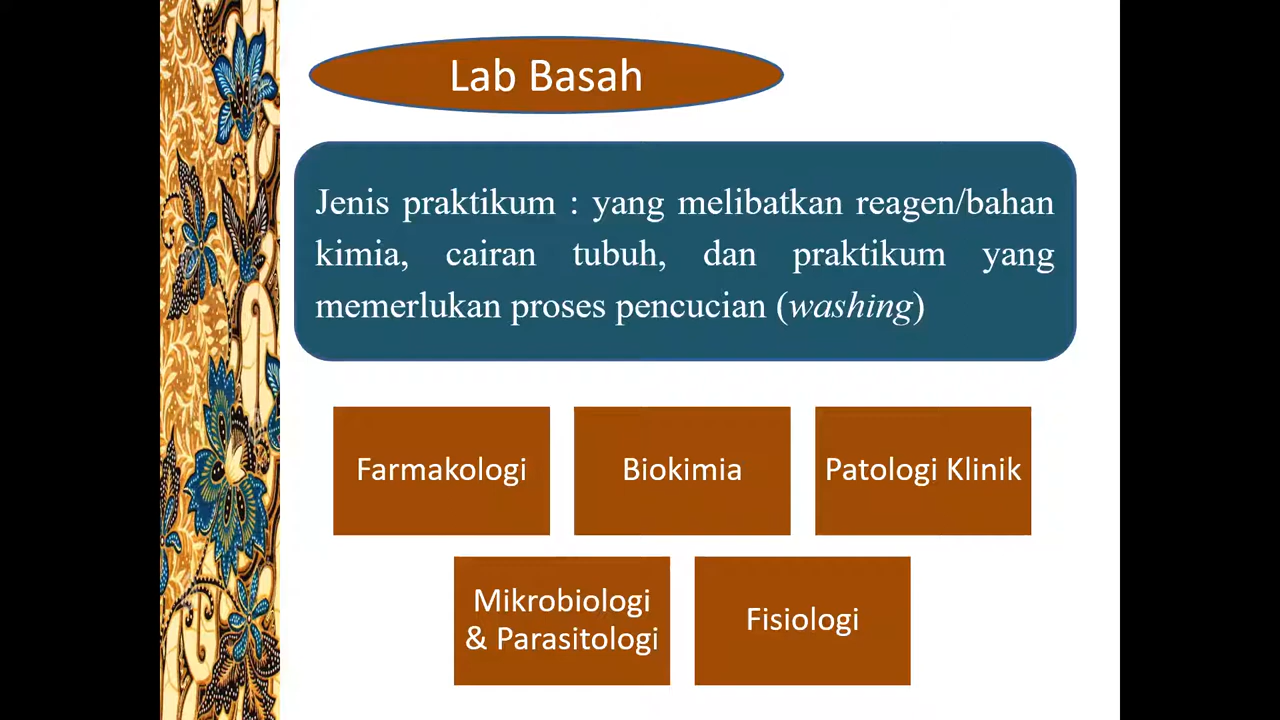 Lab Basah
Jenis praktikum : yang melibatkan reagen/bahan
kimia, cairan tubuh, dan praktikum yang
memerlukan proses pencucian (washing)
Farmakologi
Biokimia
Patologi Klinik
Mikrobiologi
& Parasitologi
Fisiologi